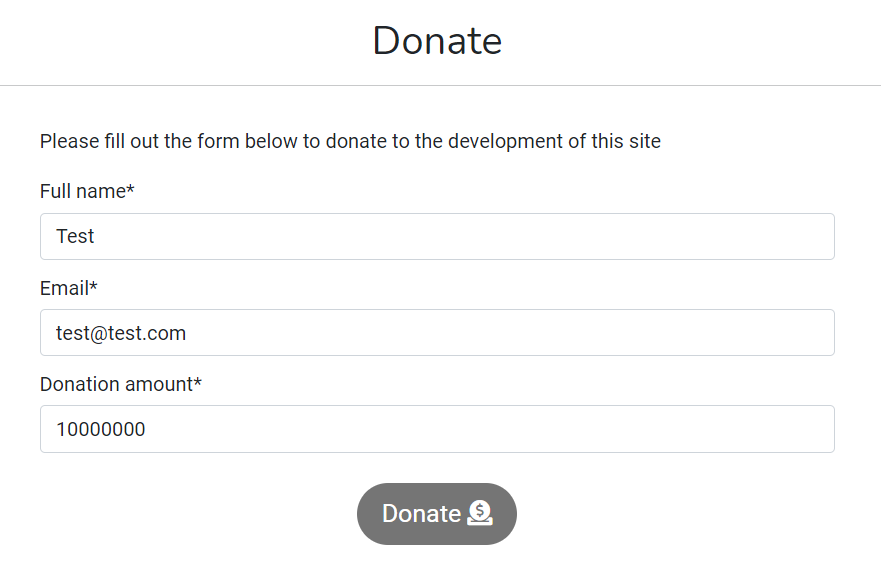 Donate
Please fill out the form below to donate to the development of this site
Full name*
Test
Email*
test@test.com
Donation amount*
10000000
Donate